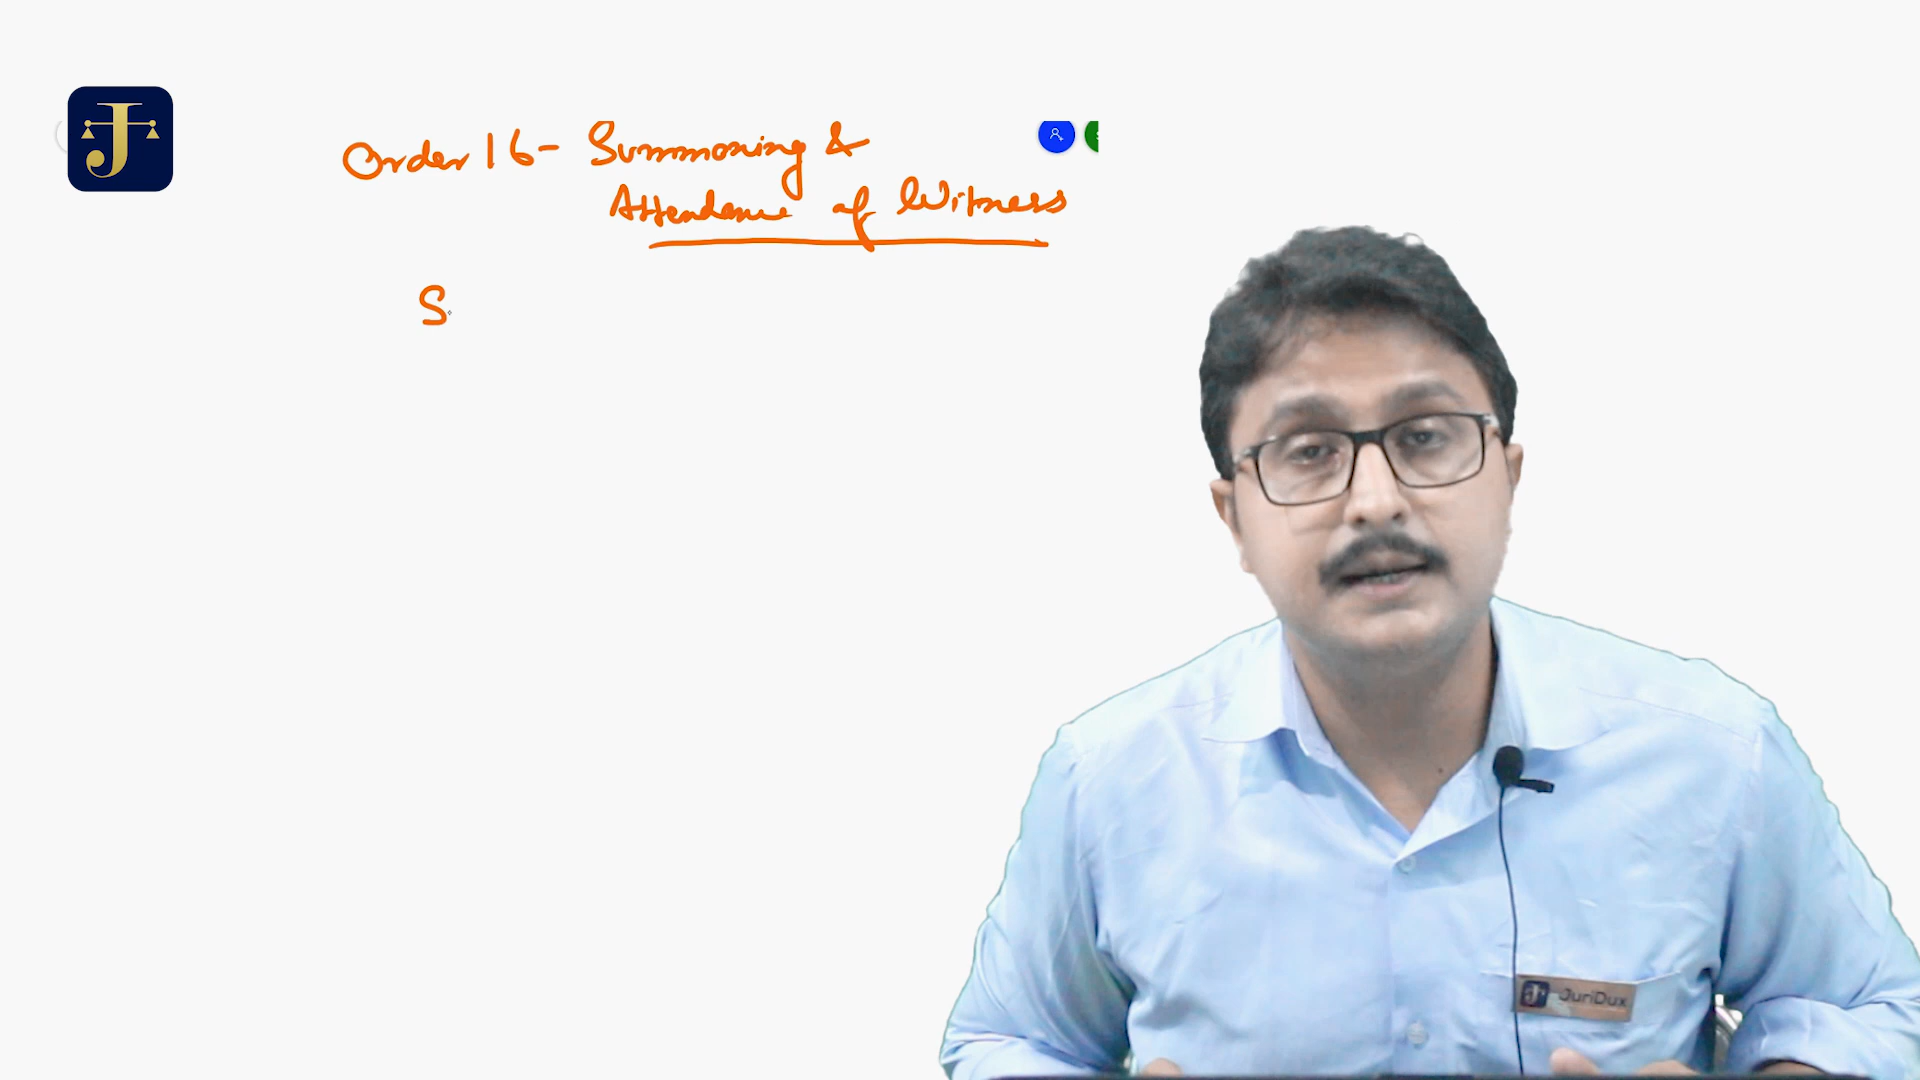 J
Order 16 - Summoning &
Attendance of Witness
S
JuriDux